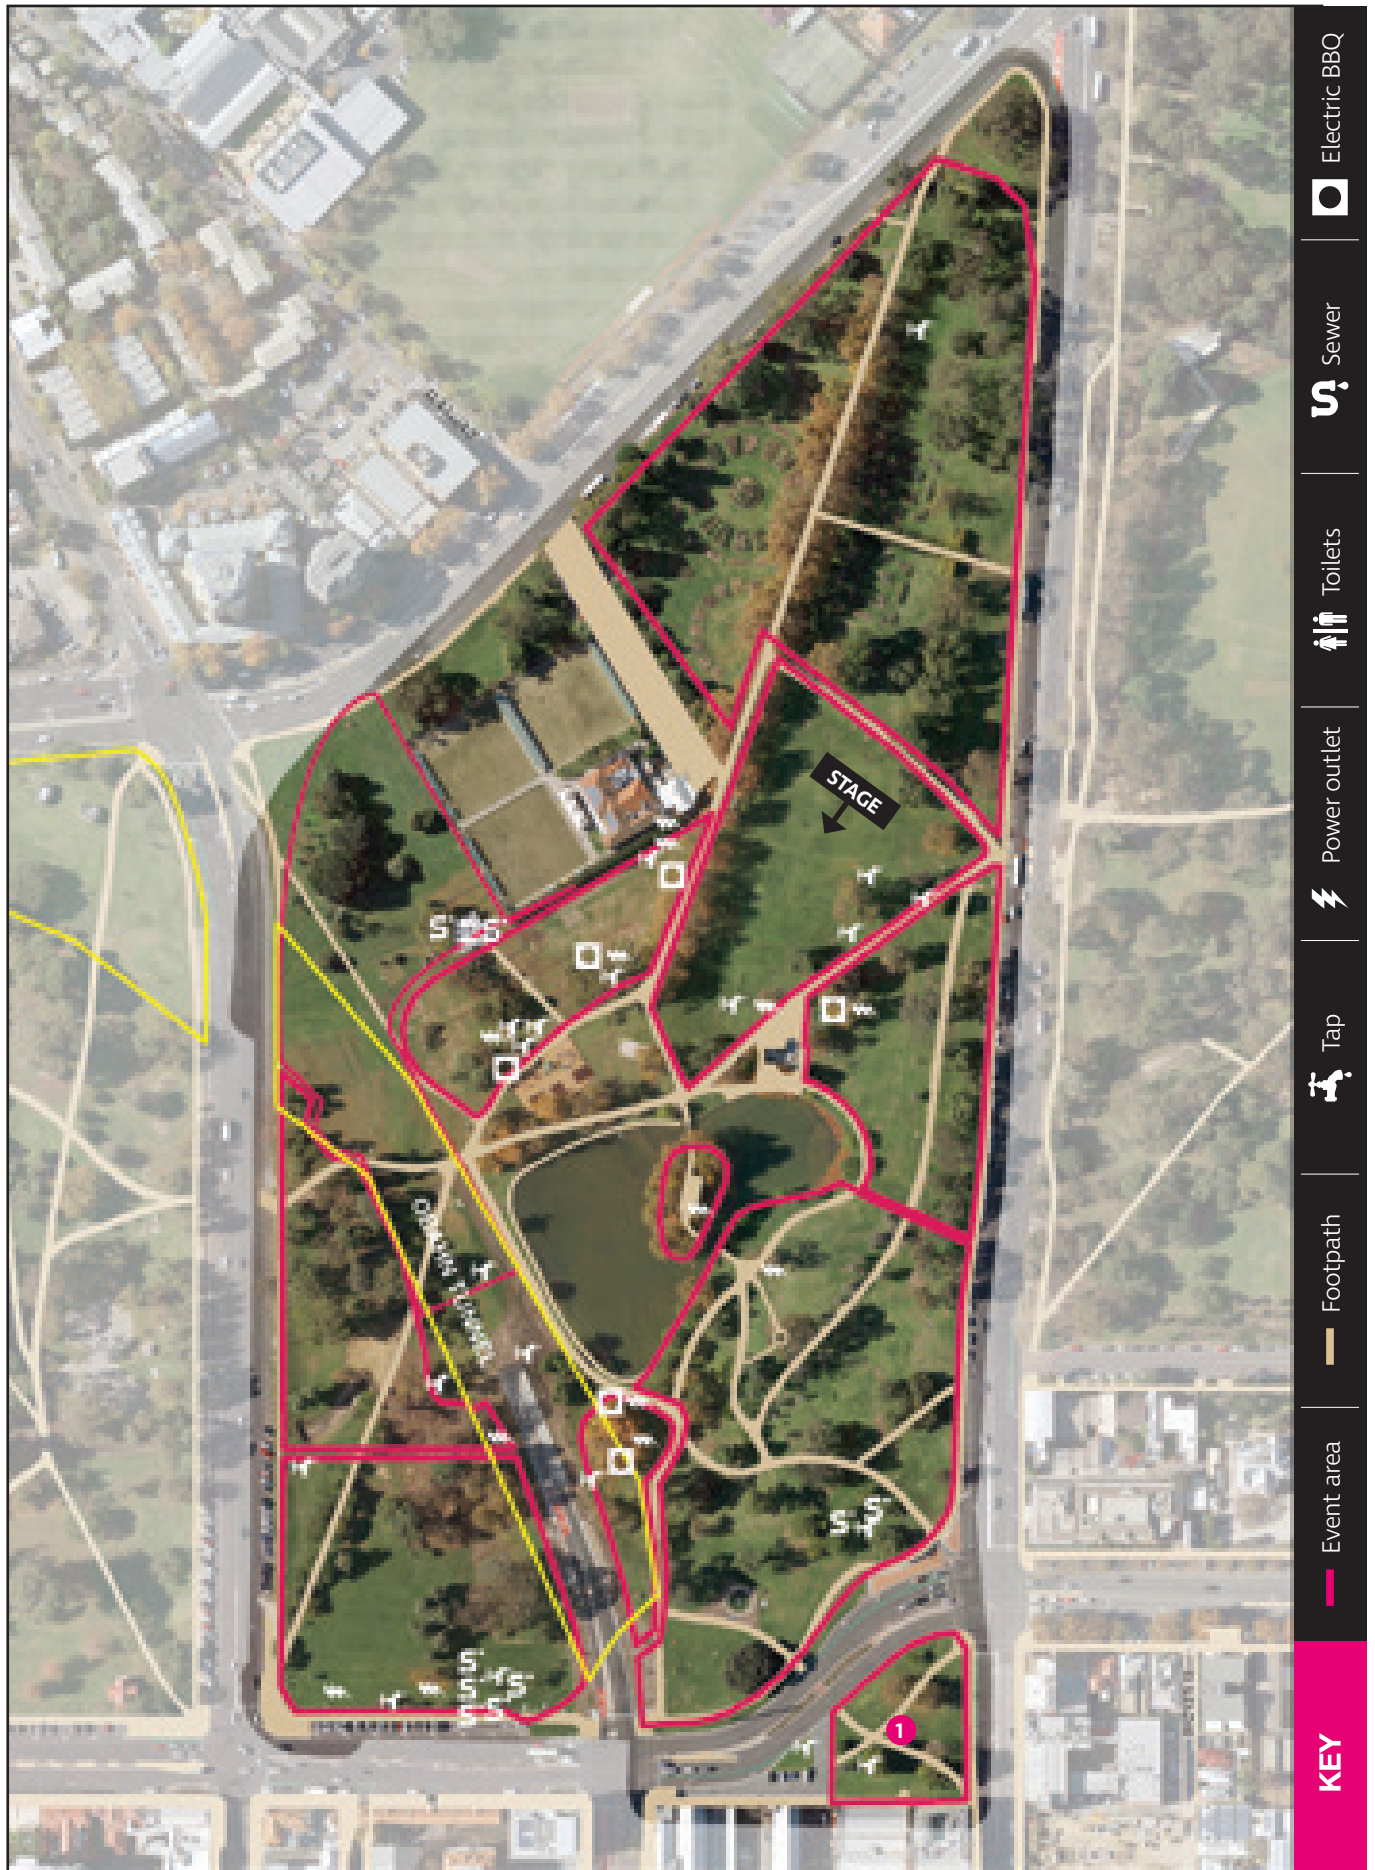 KEY
Event area
Footpath
Tap
Power outlet
Toilets
Sewer
Electric BBQ
STAGE
1